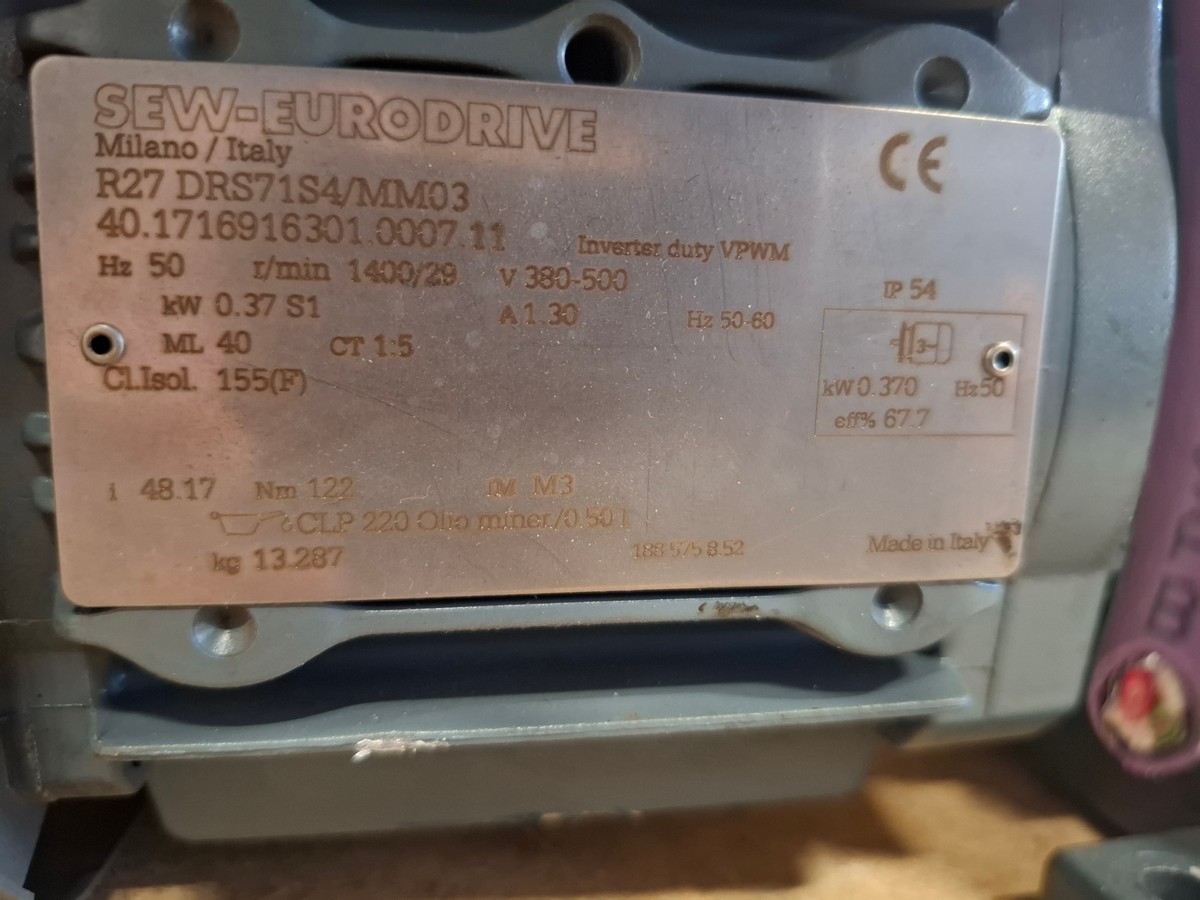 SEW-EURODRIVE
Milano / Italy
CE
R27 DRS71S4/MM03
40.1716916301.0007.11
Inverter duty VPWM
Hz 50 r/min 1400/29 V 380-500
IP 54
kW 0.37 S1 A 1.30 Hz 50-60
3~
ML 40 CT 1:5
Cl.Isol. 155(F)
kW 0.370 Hz 50
eff% 67.7
i 48.17 Nm 122 IM M3
CLP 220 Olio miner./0.50 l
kg 13.287 188 575 8.52 Made in Italy